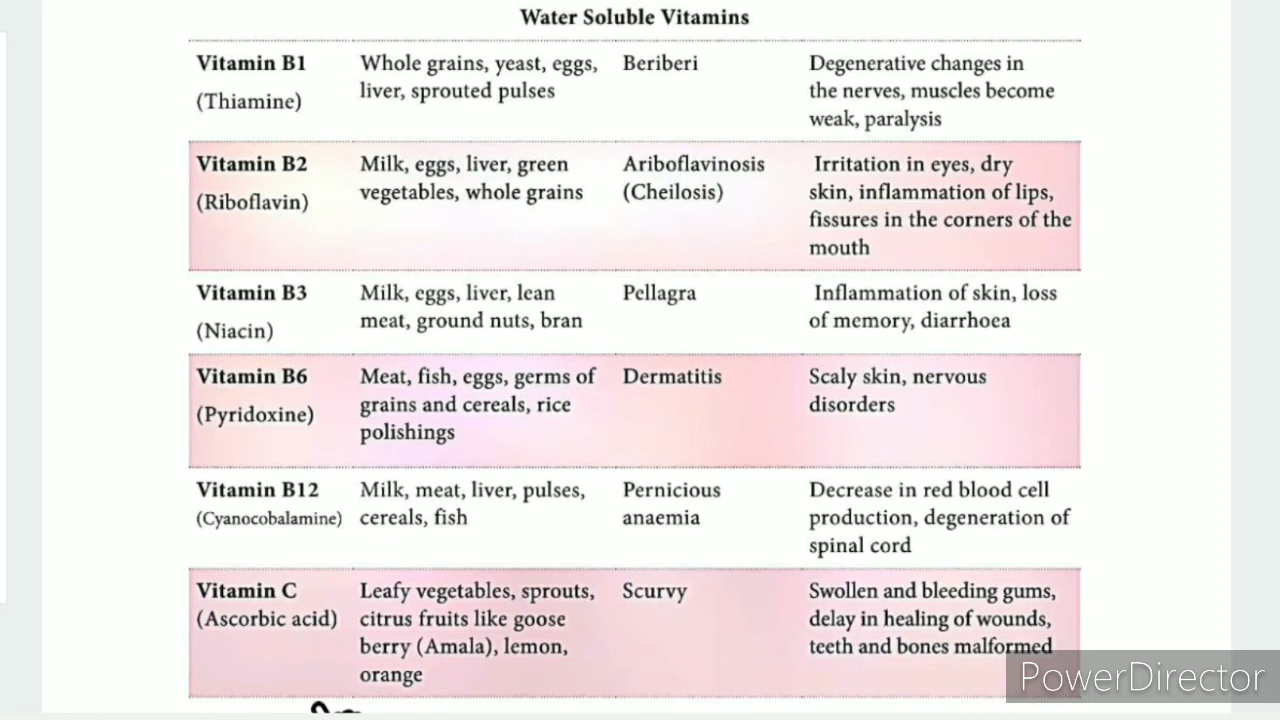 Water Soluble Vitamins
Vitamin B1
(Thiamine)
Whole grains, yeast, eggs,
liver, sprouted pulses
Beriberi
Degenerative changes in
the nerves, muscles become
weak, paralysis
Vitamin B2
(Riboflavin)
Milk, eggs, liver, green
vegetables, whole grains
Ariboflavinosis
(Cheilosis)
Irritation in eyes, dry
skin, inflammation of lips,
fissures in the corners of the
mouth
Vitamin B3
(Niacin)
Milk, eggs, liver, lean
meat, ground nuts, bran
Pellagra
Inflammation of skin, loss
of memory, diarrhoea
Vitamin B6
(Pyridoxine)
Meat, fish, eggs, germs of
grains and cereals, rice
polishings
Dermatitis
Scaly skin, nervous
disorders
Vitamin B12
(Cyanocobalamine)
Milk, meat, liver, pulses,
cereals, fish
Pernicious
anaemia
Decrease in red blood cell
production, degeneration of
spinal cord
Vitamin C
(Ascorbic acid)
Leafy vegetables, sprouts,
citrus fruits like goose
berry (Amala), lemon,
orange
Scurvy
Swollen and bleeding gums,
delay in healing of wounds,
teeth and bones malformed
PowerDirector